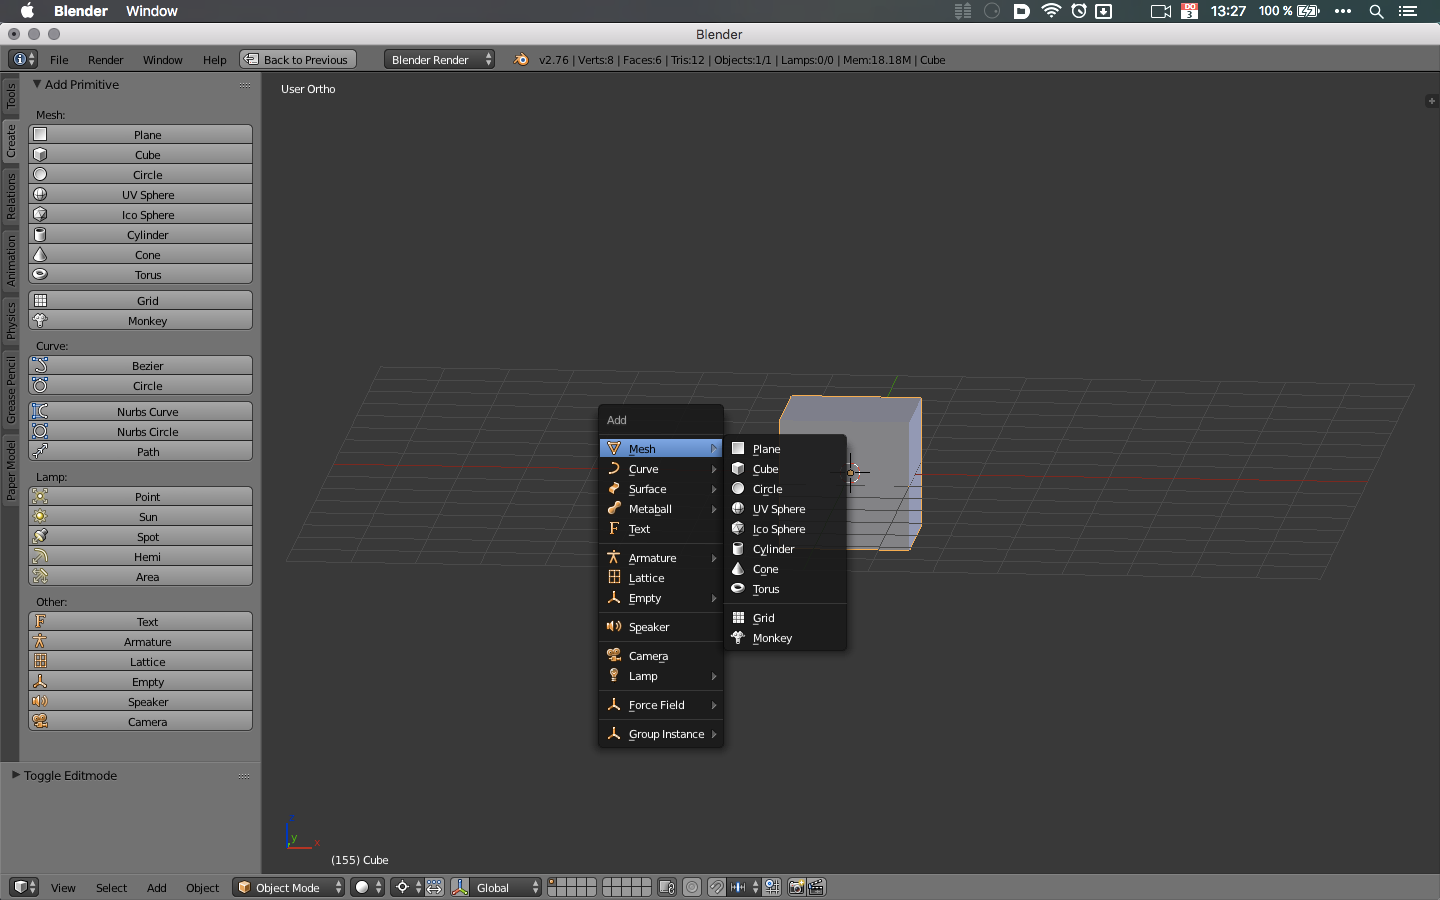 Blender Window
DO
3
13:27
100 %
Blender
File Render Window Help Back to Previous Blender Render v2.76 | Verts:8 | Faces:6 | Tris:12 | Objects:1/1 | Lamps:0/0 | Mem:18.18M | Cube
Tools
Create
Relations
Animation
Physics
Grease Pencil
Paper Model
Add Primitive
Mesh:
Plane
Cube
Circle
UV Sphere
Ico Sphere
Cylinder
Cone
Torus
Grid
Monkey
Curve:
Bezier
Circle
Nurbs Curve
Nurbs Circle
Path
Lamp:
Point
Sun
Spot
Hemi
Area
Other:
Text
Armature
Lattice
Empty
Speaker
Camera
Toggle Editmode
User Ortho
Add
Mesh
Curve
Surface
Metaball
Text
Armature
Lattice
Empty
Speaker
Camera
Lamp
Force Field
Group Instance
Plane
Cube
Circle
UV Sphere
Ico Sphere
Cylinder
Cone
Torus
Grid
Monkey
z
y
x
(155) Cube
View Select Add Object Object Mode Global